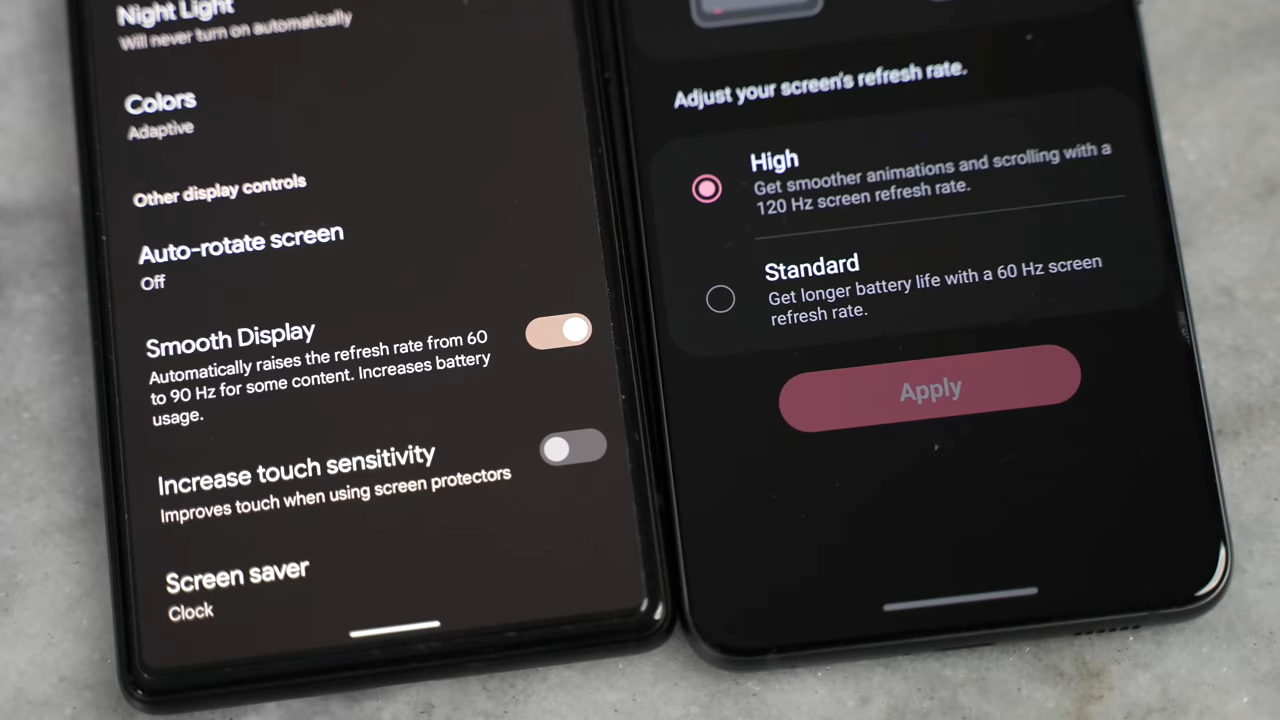 Night Light
Will never turn on automatically
Colors
Adaptive
Other display controls
Auto-rotate screen
Off
Smooth Display
Automatically raises the refresh rate from 60
to 90 Hz for some content. Increases battery
usage.
Increase touch sensitivity
Improves touch when using screen protectors
Screen saver
Clock
Adjust your screen's refresh rate.
High
Get smoother animations and scrolling with a
120 Hz screen refresh rate.
Standard
Get longer battery life with a 60 Hz screen
refresh rate.
Apply